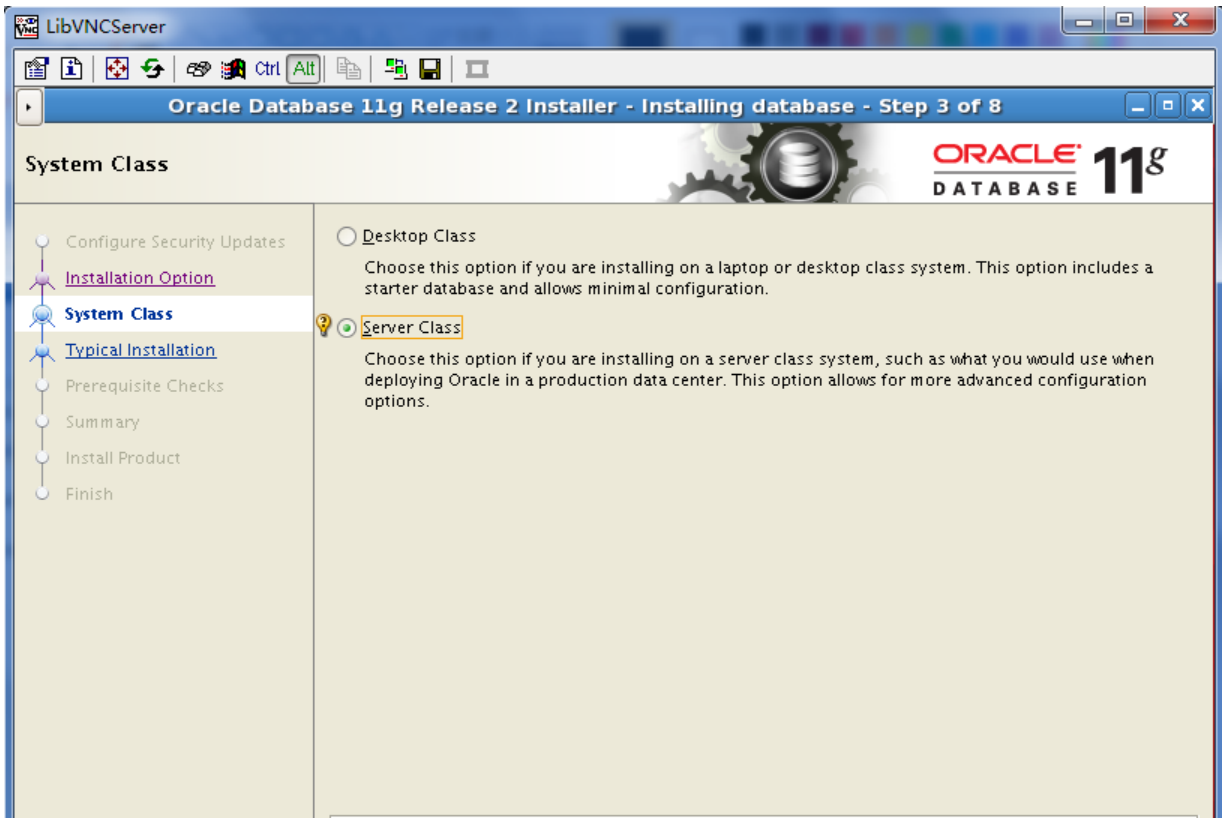 LibVNCServer
Ctrl Alt
Oracle Database 11g Release 2 Installer - Installing database - Step 3 of 8
System Class
ORACLE
DATABASE
11g
Configure Security Updates
Installation Option
System Class
Typical Installation
Prerequisite Checks
Summary
Install Product
Finish
Desktop Class
Choose this option if you are installing on a laptop or desktop class system. This option includes a
starter database and allows minimal configuration.
Server Class
Choose this option if you are installing on a server class system, such as what you would use when
deploying Oracle in a production data center. This option allows for more advanced configuration
options.